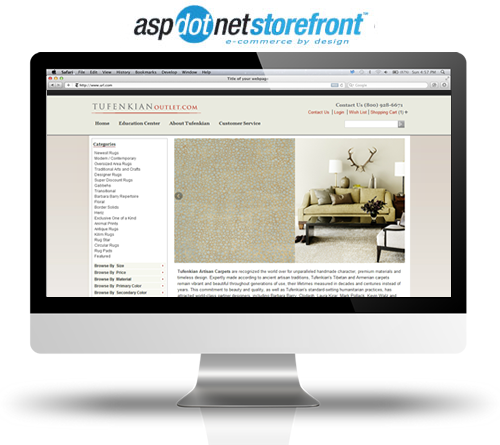 aspdotnetstorefront™
e-commerce by design
Safari File Edit View History Bookmarks Develop Window Help
Sun 4:57 PM
Title of your webpage
http://www.url.com
Google
TUFENKIANOUTLET.COM
Contact Us (800) 928-6671
Contact Us | Login | Wish List | Shopping Cart (1)
Home Education Center About Tufenkian Customer Service
Categories
Newest Rugs
Modern / Contemporary
Oversized Area Rugs
Traditional Arts and Crafts
Designer Rugs
Super Discount Rugs
Gabbehs
Transitional
Barbara Barry Repertoire
Floral
Border Solids
Hemp
Exclusive One of a Kind
Animal Prints
Antique Rugs
Kilim Rugs
Rug Star
Circular Rugs
Rug Pads
Featured
Browse By Size
Browse By Price
Browse By Material
Browse By Primary Color
Browse By Secondary Color
Tufenkian Artisan Carpets are recognized the world over for unparalleled handmade character, premium materials and
timeless design. Expertly made according to ancient artisan traditions, Tufenkian's Tibetan and Armenian carpets
remain vibrant and beautiful throughout generations of use, their lifetimes measured in decades and centuries instead of
years. This commitment to beauty and quality, as well as Tufenkian's standard-setting humanitarian practices, has
attracted world-class partner designers, including Barbara Barry, Clodagh, Laura Kirar, Mark Pollack, Kevin Walz and